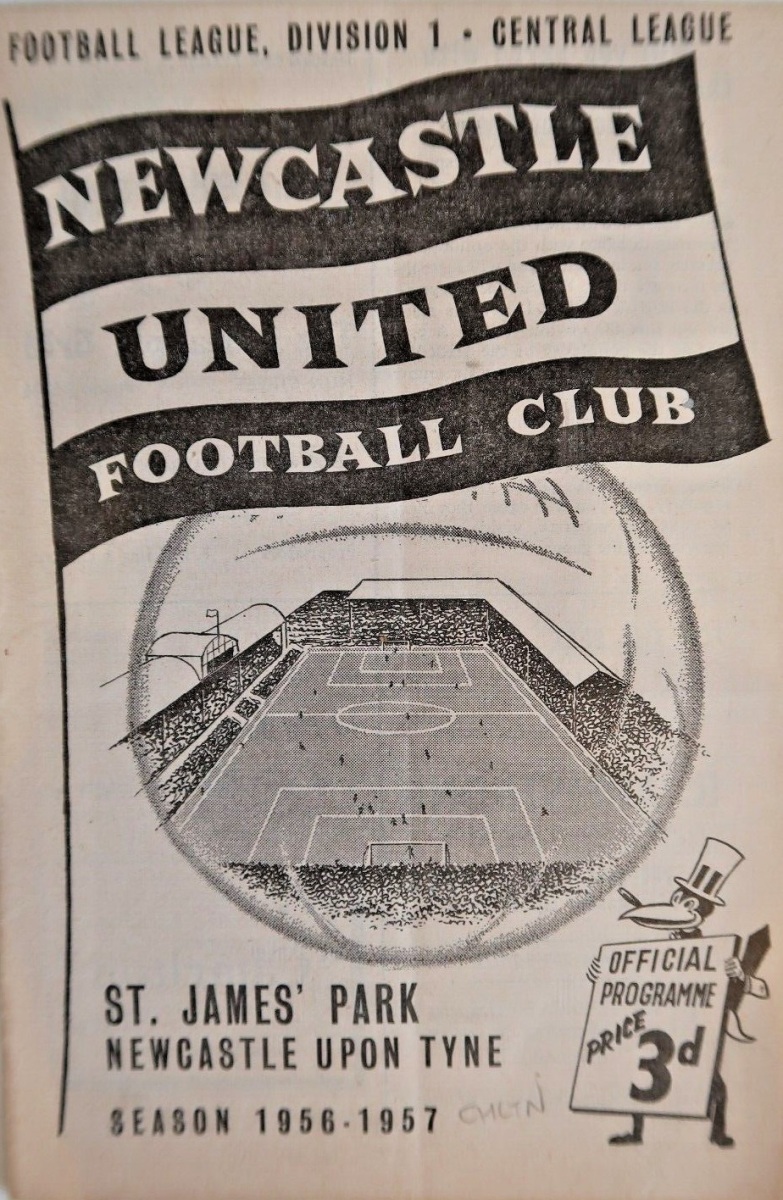 FOOTBALL LEAGUE, DIVISION 1 • CENTRAL LEAGUE
NEWCASTLE
UNITED
FOOTBALL CLUB
OFFICIAL
PROGRAMME
PRICE
3d
ST. JAMES' PARK
NEWCASTLE UPON TYNE
SEASON 1956-1957